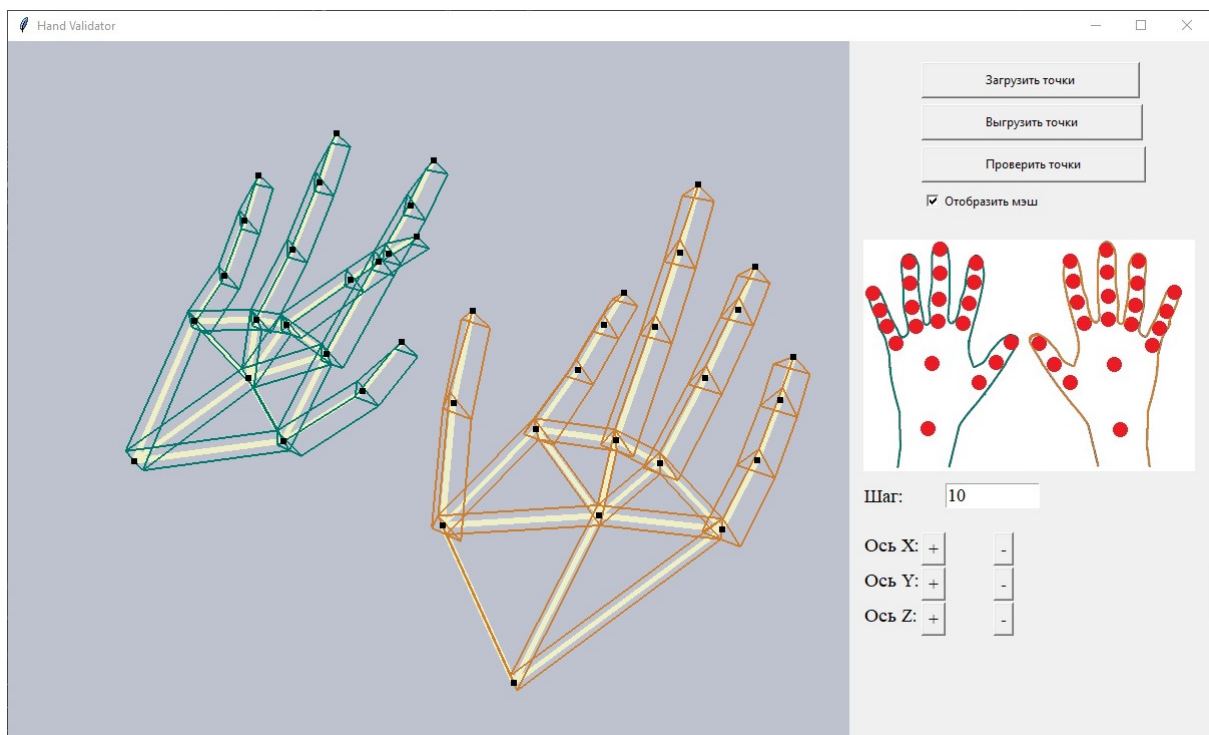 Hand Validator
Загрузить точки
Выгрузить точки
Проверить точки
Отобразить мэш
Шаг: 10
Ось X: + -
Ось Y: + -
Ось Z: + -